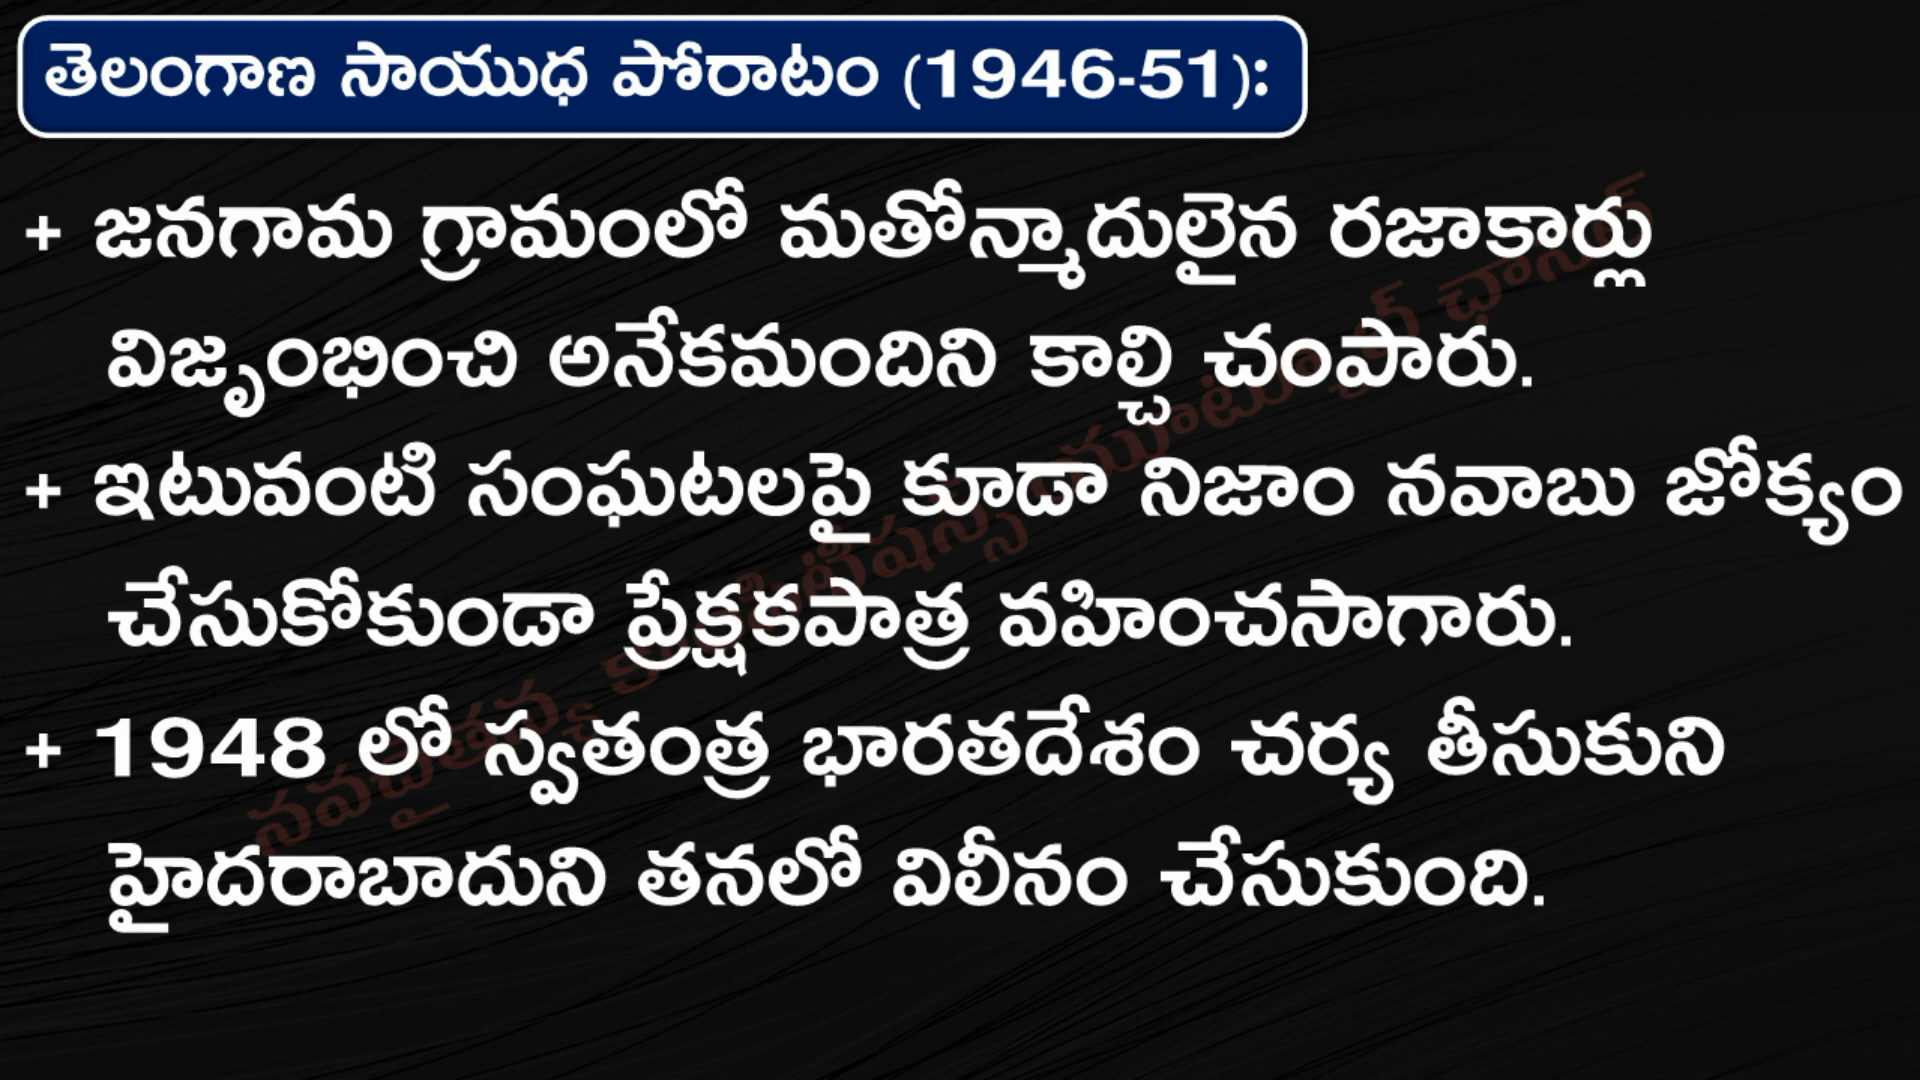 తెలంగాణ సాయుధ పోరాటం (1946-51):
+ జనగామ గ్రామంలో మతోన్మాదులైన రజాకార్లు
విజృంభించి అనేకమందిని కాల్చి చంపారు.
+ ఇటువంటి సంఘటలపై కూడా నిజాం నవాబు జోక్యం
చేసుకోకుండా ప్రేక్షకపాత్ర వహించసాగారు.
+ 1948 లో స్వతంత్ర భారతదేశం చర్య తీసుకుని
హైదరాబాదుని తనలో విలీనం చేసుకుంది.